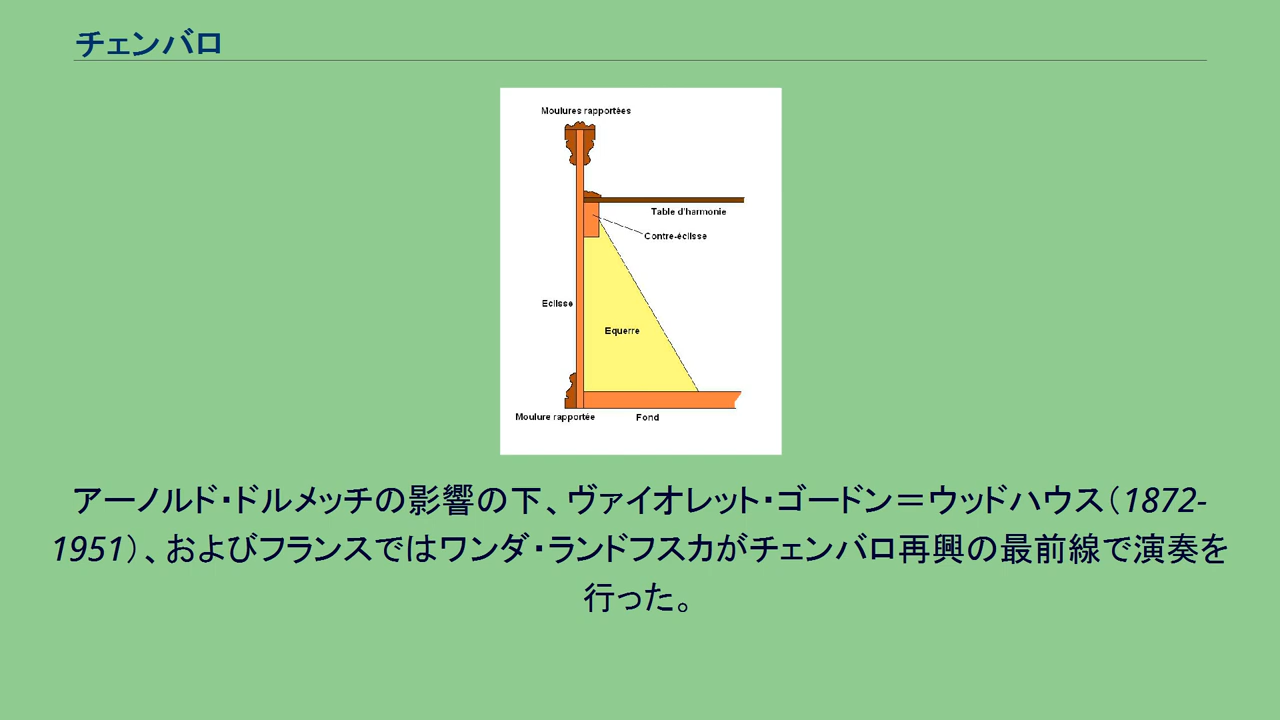 チェンバロ
Moulures rapportées
Table d'harmonie
Contre-éclisse
Eclisse
Equerre
Moulure rapportée
Fond
アーノルド・ドルメッチの影響の下、ヴァイオレット・ゴードン＝ウッドハウス（1872-
1951）、およびフランスではワンダ・ランドフスカがチェンバロ再興の最前線で演奏を
行った。